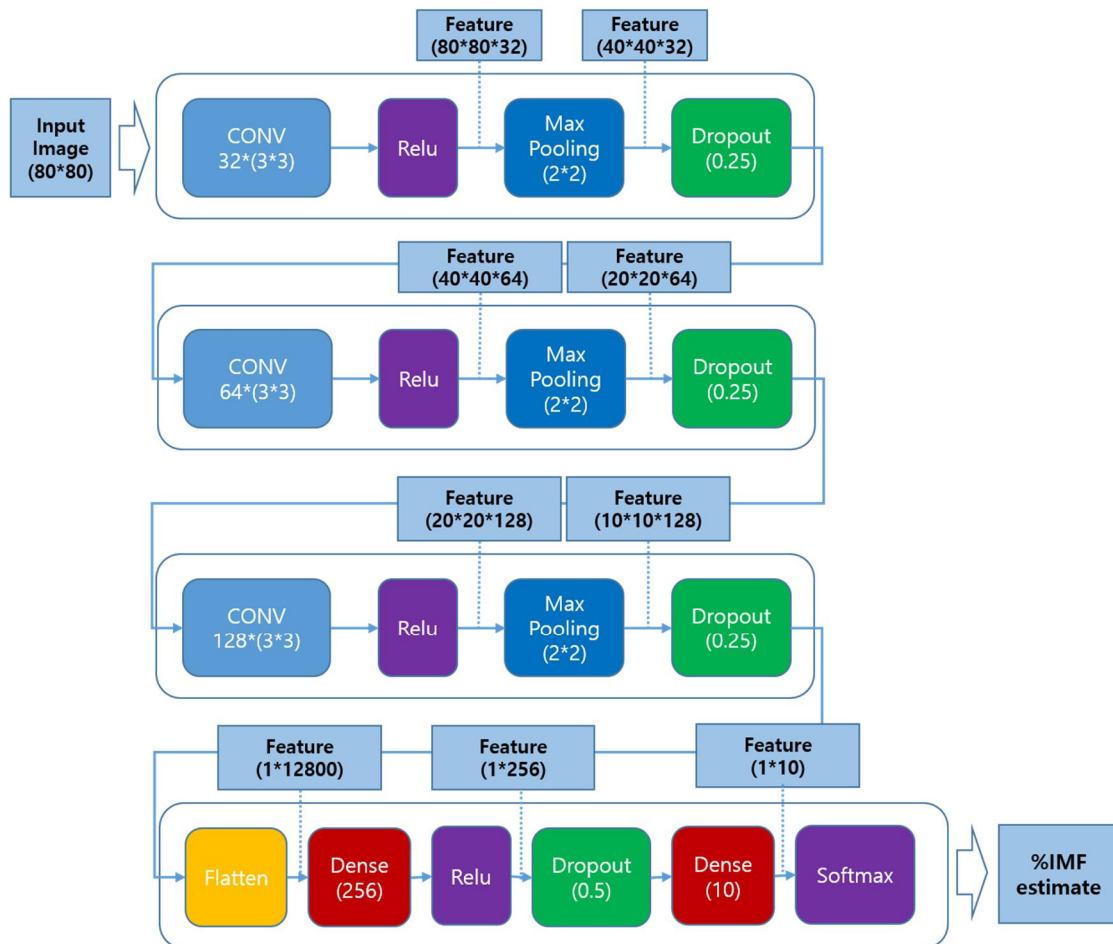 Feature
(80*80*32)
Feature
(40*40*32)
Input
Image
(80*80)
CONV
32*(3*3)
Relu
Max
Pooling
(2*2)
Dropout
(0.25)
Feature
(40*40*64)
Feature
(20*20*64)
CONV
64*(3*3)
Relu
Max
Pooling
(2*2)
Dropout
(0.25)
Feature
(20*20*128)
Feature
(10*10*128)
CONV
128*(3*3)
Relu
Max
Pooling
(2*2)
Dropout
(0.25)
Feature
(1*12800)
Feature
(1*256)
Feature
(1*10)
Flatten
Dense
(256)
Relu
Dropout
(0.5)
Dense
(10)
Softmax
%IMF
estimate